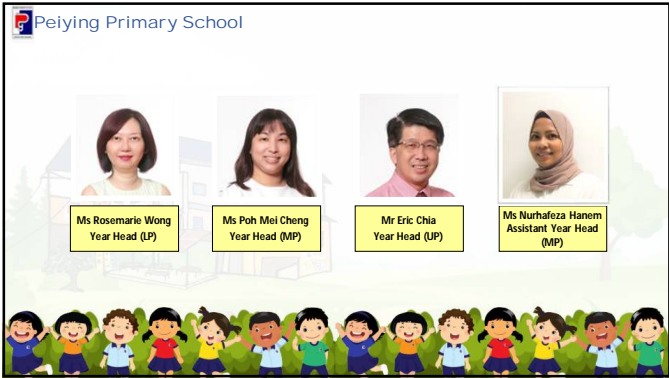 Peiying Primary School
Ms Rosemarie Wong
Year Head (LP)
Ms Poh Mei Cheng
Year Head (MP)
Mr Eric Chia
Year Head (UP)
Ms Nurhafeza Hanem
Assistant Year Head
(MP)